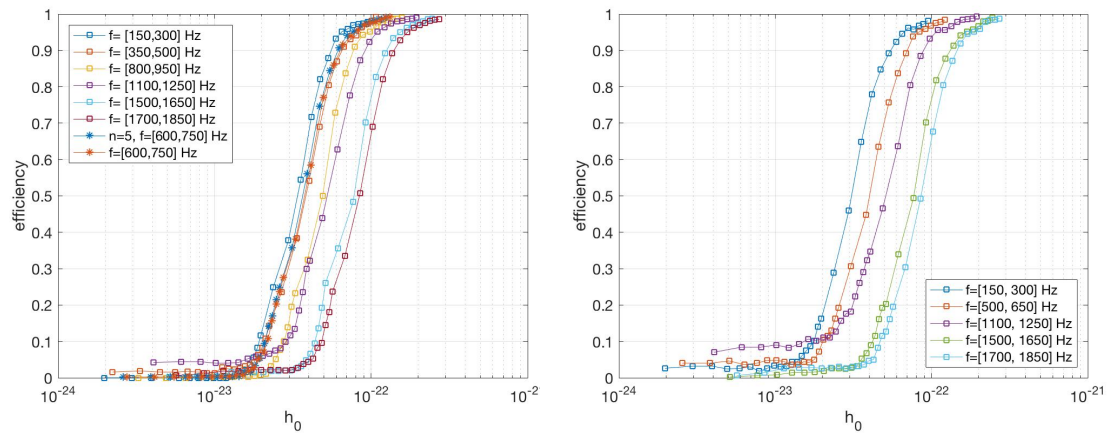 1
0.9
0.8
0.7
0.6
0.5
0.4
0.3
0.2
0.1
0
efficiency
f= [150,300] Hz
f= [350,500] Hz
f= [800,950] Hz
f= [1100,1250] Hz
f= [1500,1650] Hz
f= [1700,1850] Hz
n=5, f=[600,750] Hz
f=[600,750] Hz
10-24
10-23
10-22
10-2
h0
1
0.9
0.8
0.7
0.6
0.5
0.4
0.3
0.2
0.1
0
efficiency
f=[150, 300] Hz
f=[500, 650] Hz
f=[1100, 1250] Hz
f=[1500, 1650] Hz
f=[1700, 1850] Hz
10-24
10-23
10-22
10-21
h0